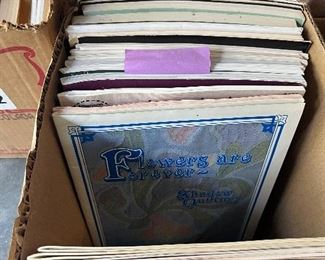 Flowers are
Forever~
Shadow
Quilting